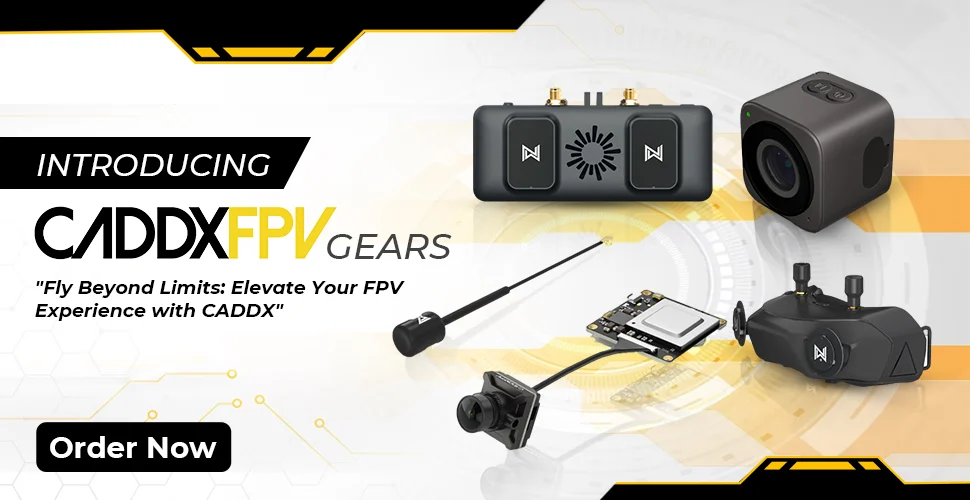 INTRODUCING
CADDXFPV GEARS
"Fly Beyond Limits: Elevate Your FPV
Experience with CADDX"
Order Now